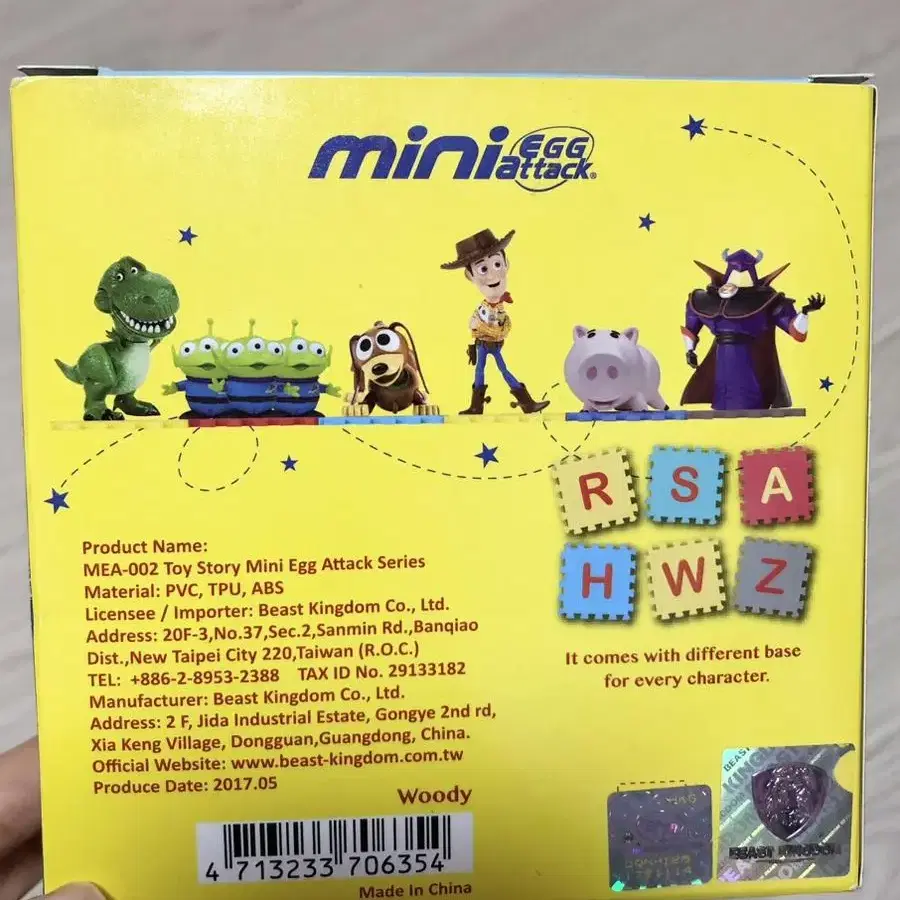 mini EGG attack®
R S A
H W Z
It comes with different base
for every character.
Product Name:
MEA-002 Toy Story Mini Egg Attack Series
Material: PVC, TPU, ABS
Licensee / Importer: Beast Kingdom Co., Ltd.
Address: 20F-3,No.37,Sec.2,Sanmin Rd.,Banqiao
Dist.,New Taipei City 220,Taiwan (R.O.C.)
TEL: +886-2-8953-2388 TAX ID No. 29133182
Manufacturer: Beast Kingdom Co., Ltd.
Address: 2 F, Jida Industrial Estate, Gongye 2nd rd,
Xia Keng Village, Dongguan,Guangdong, China.
Official Website: www.beast-kingdom.com.tw
Produce Date: 2017.05
Woody
4 713233 706354
Made In China
BEAST KINGDOM